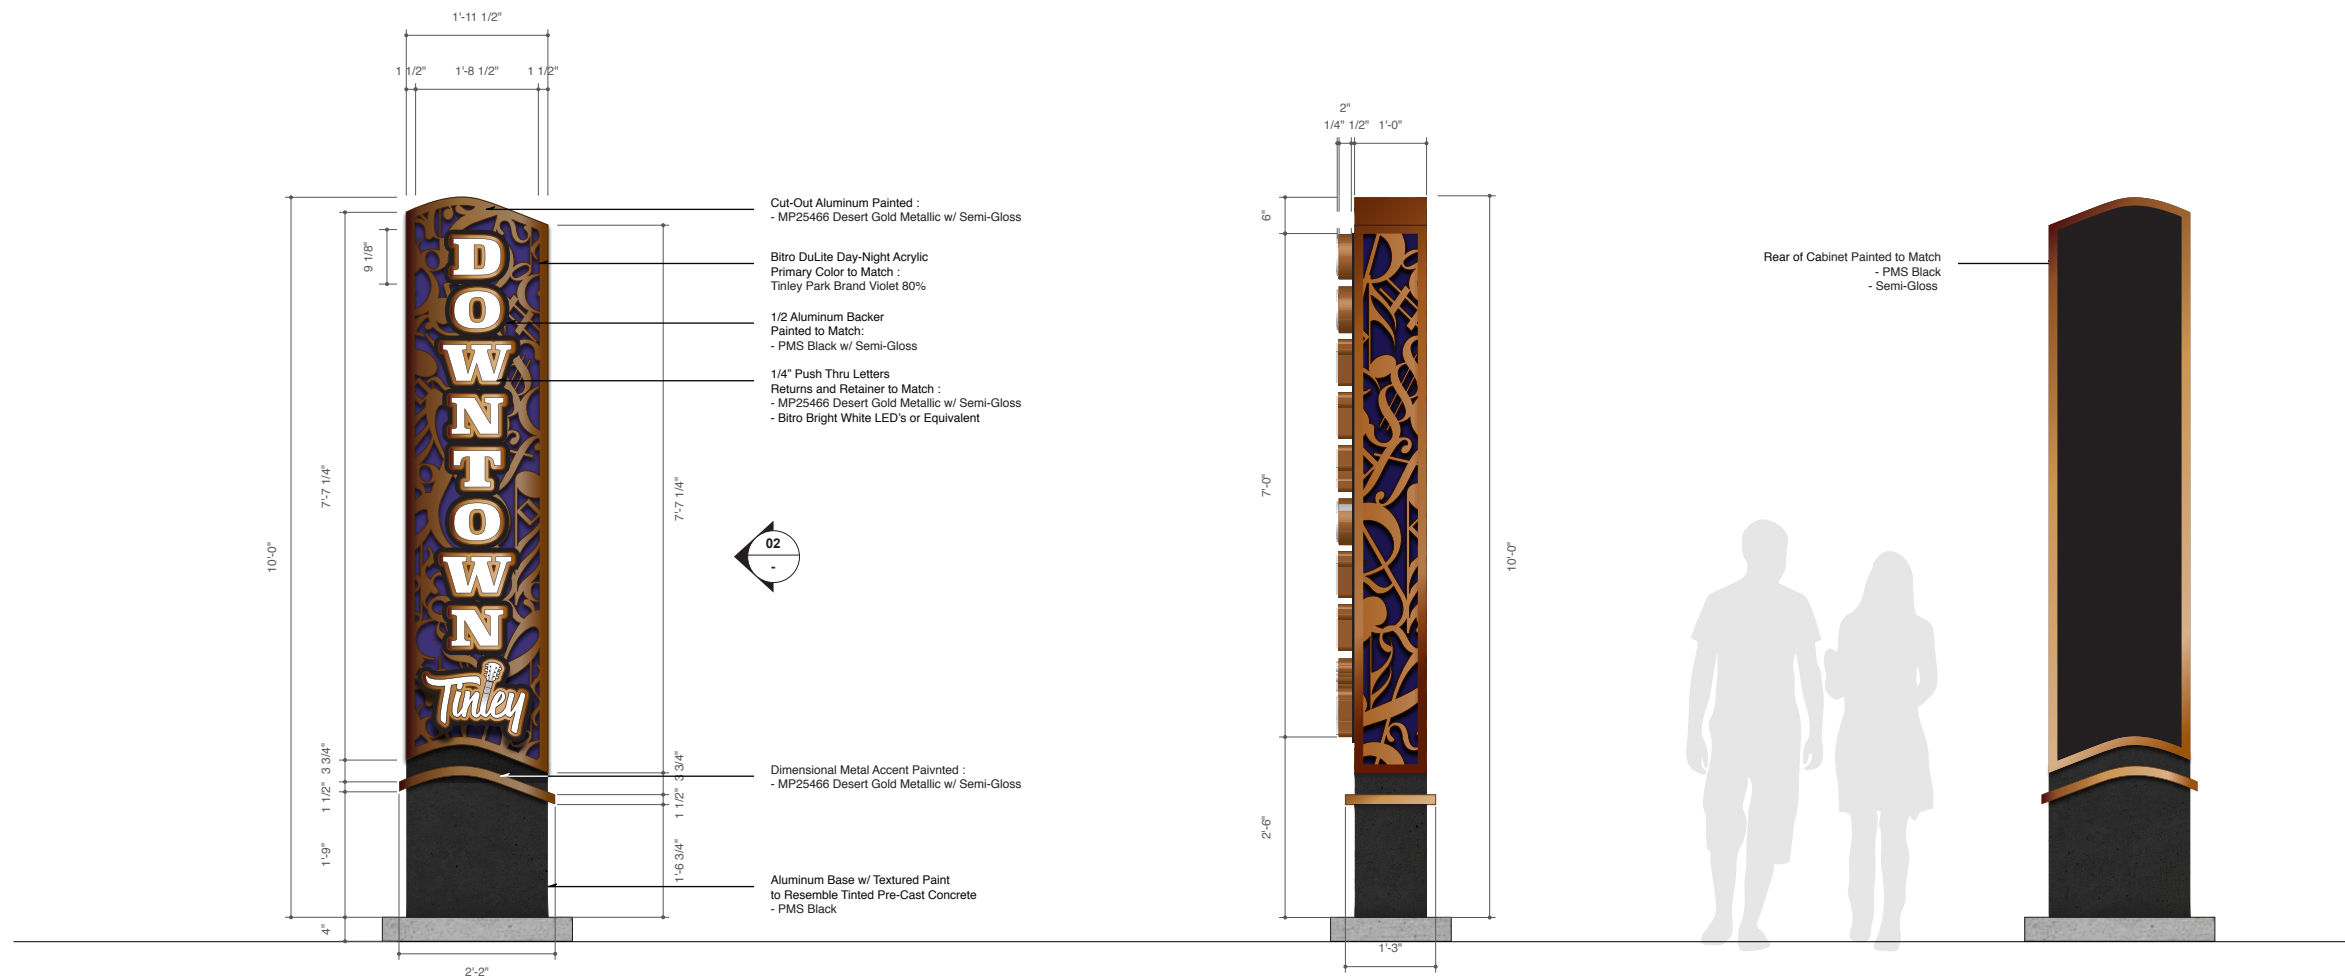 1'-11 1/2"
1 1/2"
1'-8 1/2"
1 1/2"
9 1/8"
10'-0"
7'-7 1/4"
3 3/4"
1 1/2"
1'-9"
4"
2'-2"
7'-7 1/4"
3 3/4"
1 1/2"
1'-6 3/4"
DOWNTOWN
Tinley
Cut-Out Aluminum Painted :
- MP25466 Desert Gold Metallic w/ Semi-Gloss
Bitro DuLite Day-Night Acrylic
Primary Color to Match :
Tinley Park Brand Violet 80%
1/2 Aluminum Backer
Painted to Match:
- PMS Black w/ Semi-Gloss
1/4" Push Thru Letters
Returns and Retainer to Match :
- MP25466 Desert Gold Metallic w/ Semi-Gloss
- Bitro Bright White LED's or Equivalent
02
-
Dimensional Metal Accent Paivnted :
- MP25466 Desert Gold Metallic w/ Semi-Gloss
Aluminum Base w/ Textured Paint
to Resemble Tinted Pre-Cast Concrete
- PMS Black
2"
1/4" 1/2" 1'-0"
6"
7'-0"
2'-6"
10'-0"
1'-3"
Rear of Cabinet Painted to Match
- PMS Black
- Semi-Gloss